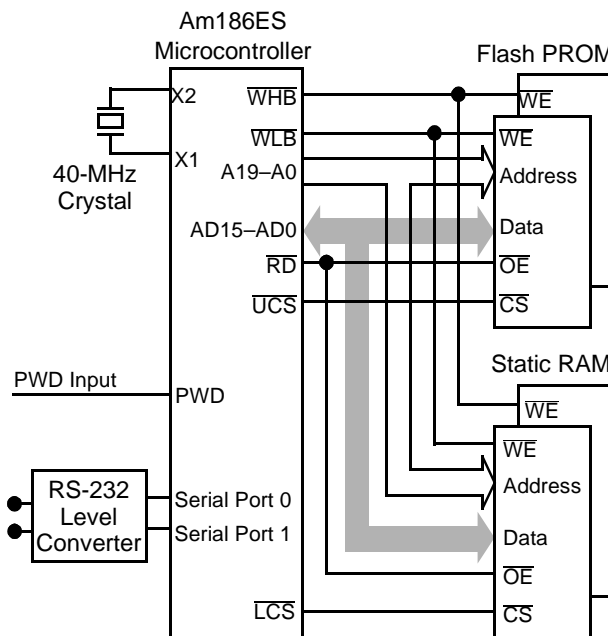 Am186ES
Microcontroller
Flash PROM
X2
WHB
WE
WLB
WE
X1
A19–A0
Address
40-MHz
Crystal
AD15–AD0
Data
RD
OE
UCS
CS
Static RAM
PWD Input
PWD
WE
WE
RS-232
Level
Converter
Serial Port 0
Serial Port 1
Address
Data
OE
LCS
CS